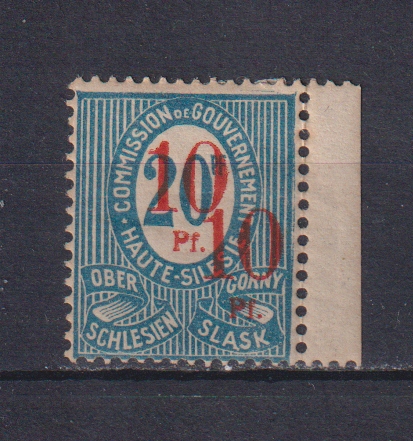 COMMISSION DE GOUVERNEMENT
HAUTE-SILESIE
20
10
Pf.
10
Pf.
OBER
SCHLESIEN
GORNY
SLASK